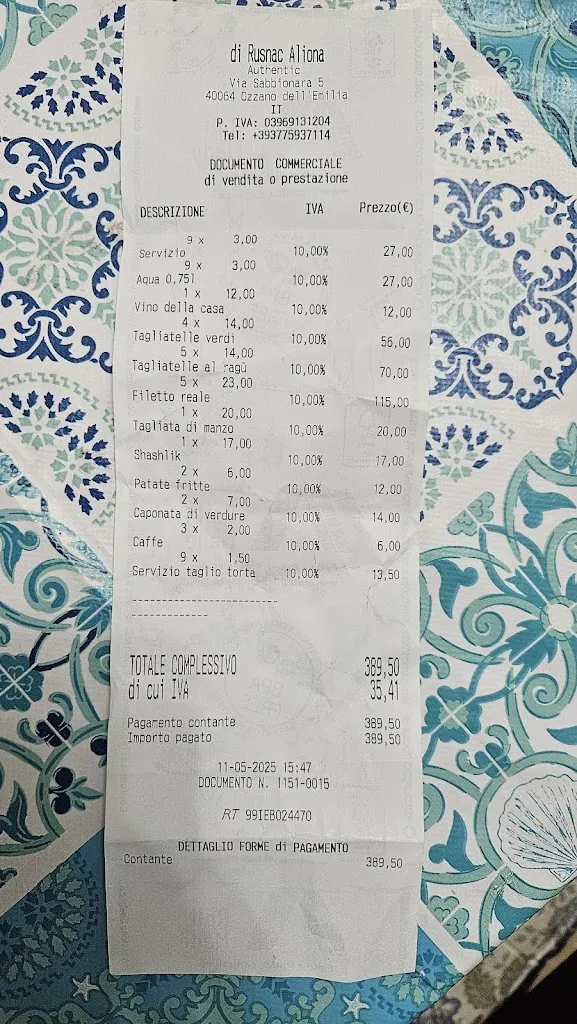 di Rusnac Aliona
Authentic
Via Sabbionara 5
40064 Ozzano dell'Emilia
IT
P. IVA: 03969131204
Tel: +393775937114
DOCUMENTO COMMERCIALE
di vendita o prestazione
DESCRIZIONE IVA Prezzo(€)
9 x 3,00
Servizio 10,00% 27,00
9 x 3,00
Aqua 0,75l 10,00% 27,00
1 x 12,00
Vino della casa 10,00% 12,00
4 x 14,00
Tagliatelle verdi 10,00% 56,00
5 x 14,00
Tagliatelle al ragù 10,00% 70,00
5 x 23,00
Filetto reale 10,00% 115,00
1 x 20,00
Tagliata di manzo 10,00% 20,00
1 x 17,00
Shashlik 10,00% 17,00
2 x 6,00
Patate fritte 10,00% 12,00
2 x 7,00
Caponata di verdure 10,00% 14,00
3 x 2,00
Caffe 10,00% 6,00
9 x 1,50
Servizio taglio torta 10,00% 13,50
TOTALE COMPLESSIVO 389,50
di cui IVA 35,41
Pagamento contante 389,50
Importo pagato 389,50
11-05-2025 15:47
DOCUMENTO N. 1151-0015
RT 99IEB024470
DETTAGLIO FORME di PAGAMENTO
Contante 389,50